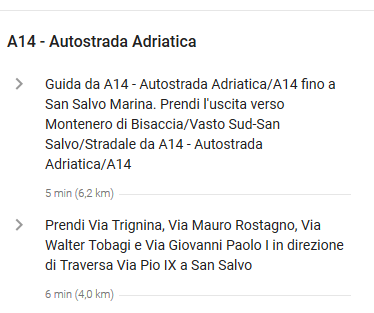 A14 - Autostrada Adriatica
Guida da A14 - Autostrada Adriatica/A14 fino a
San Salvo Marina. Prendi l'uscita verso
Montenero di Bisaccia/Vasto Sud-San
Salvo/Stradale da A14 - Autostrada
Adriatica/A14
5 min (6,2 km)
Prendi Via Trignina, Via Mauro Rostagno, Via
Walter Tobagi e Via Giovanni Paolo I in direzione
di Traversa Via Pio IX a San Salvo
6 min (4,0 km)